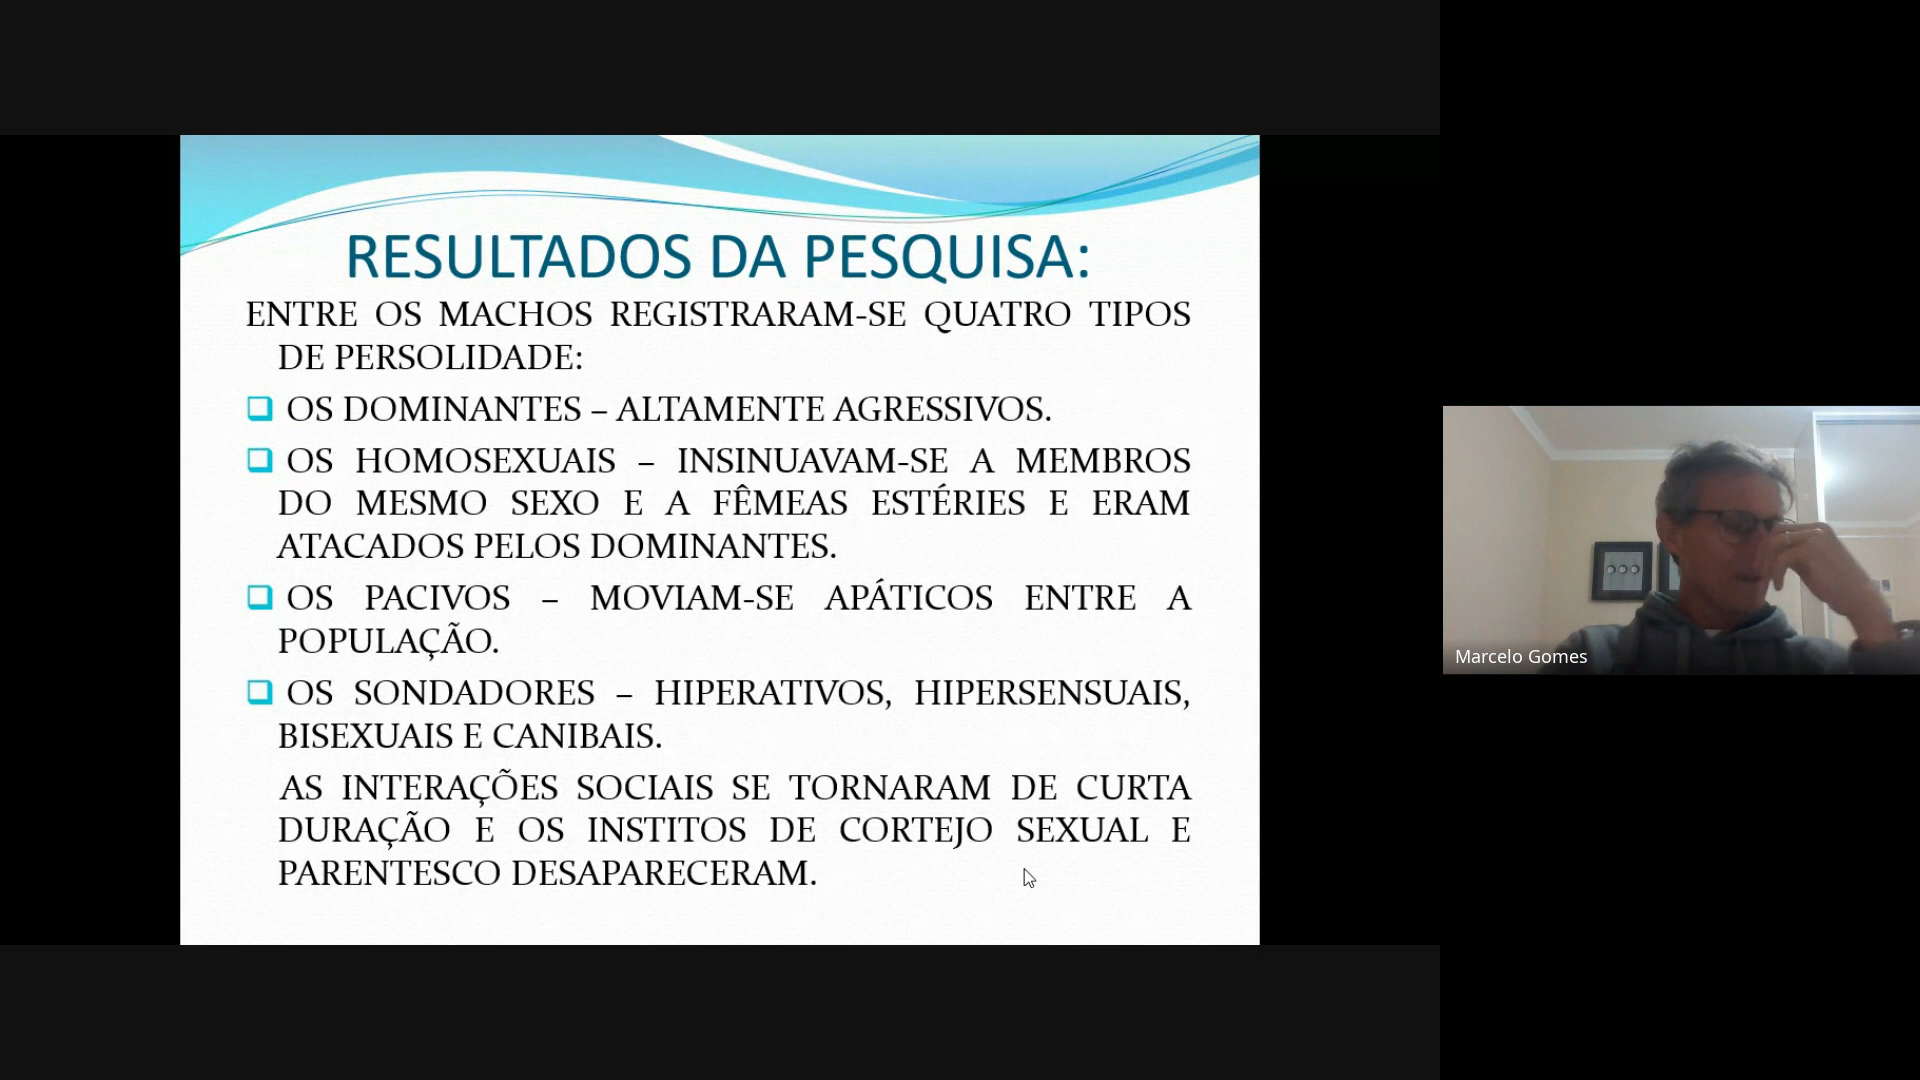 RESULTADOS DA PESQUISA:
ENTRE OS MACHOS REGISTRARAM-SE QUATRO TIPOS
DE PERSOLIDADE:
OS DOMINANTES – ALTAMENTE AGRESSIVOS.
OS HOMOSEXUAIS – INSINUAVAM-SE A MEMBROS
DO MESMO SEXO E A FÊMEAS ESTÉRIES E ERAM
ATACADOS PELOS DOMINANTES.
OS PACIVOS – MOVIAM-SE APÁTICOS ENTRE A
POPULAÇÃO.
OS SONDADORES – HIPERATIVOS, HIPERSENSUAIS,
BISEXUAIS E CANIBAIS.
AS INTERAÇÕES SOCIAIS SE TORNARAM DE CURTA
DURAÇÃO E OS INSTITOS DE CORTEJO SEXUAL E
PARENTESCO DESAPARECERAM.
Marcelo Gomes